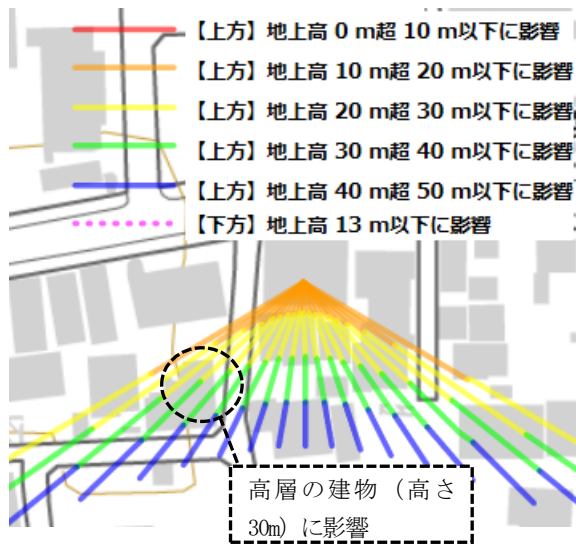 【上方】地上高 0 m超 10 m以下に影響
【上方】地上高 10 m超 20 m以下に影響
【上方】地上高 20 m超 30 m以下に影響
【上方】地上高 30 m超 40 m以下に影響
【上方】地上高 40 m超 50 m以下に影響
【下方】地上高 13 m以下に影響
高層の建物（高さ
30m）に影響